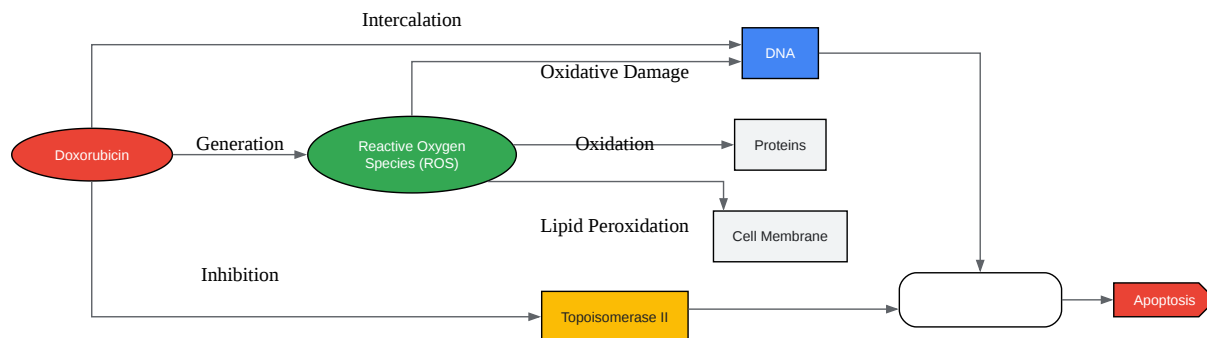 Intercalation
DNA
Oxidative Damage
Doxorubicin
Generation
Reactive Oxygen
Species (ROS)
Oxidation
Proteins
Lipid Peroxidation
Cell Membrane
Inhibition
Topoisomerase II
Apoptosis